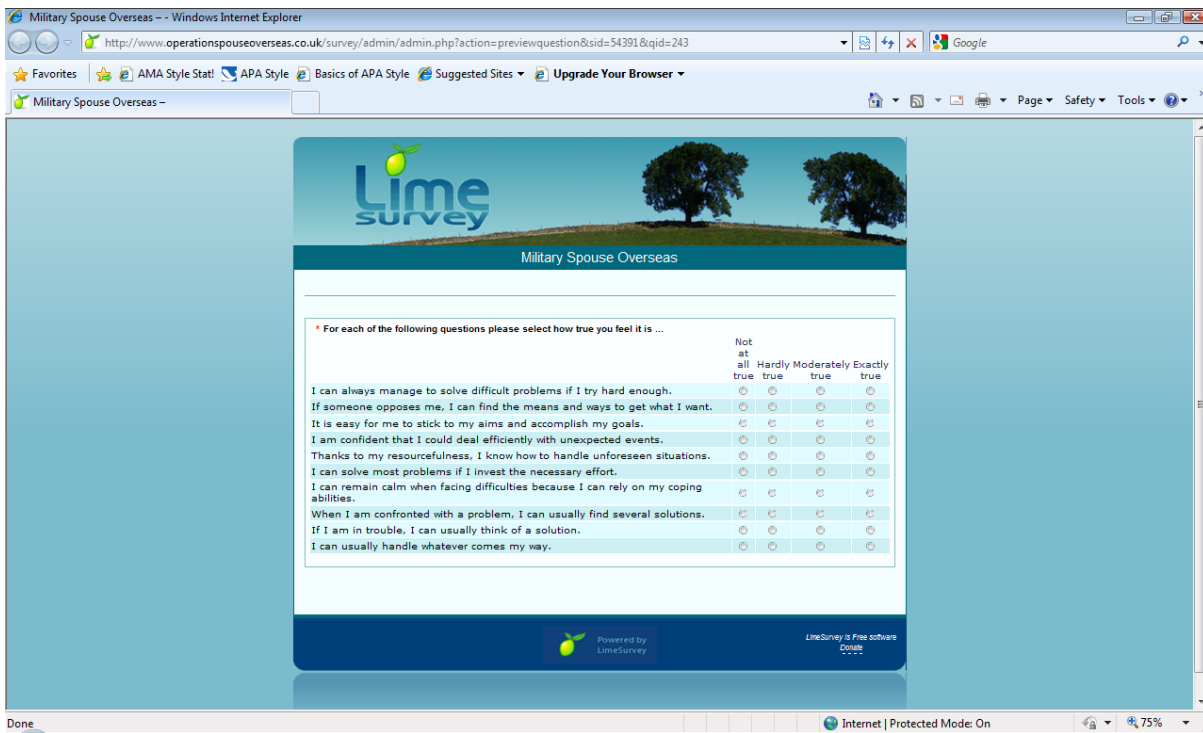 Military Spouse Overseas – - Windows Internet Explorer
http://www.operationspouseoverseas.co.uk/survey/admin/admin.php?action=previewquestion&sid=54391&qid=243
Google
Favorites AMA Style Stat! APA Style Basics of APA Style Suggested Sites Upgrade Your Browser
Military Spouse Overseas –
Page Safety Tools
Lime
survey
Military Spouse Overseas
* For each of the following questions please select how true you feel it is ...
Not
at
all Hardly Moderately Exactly
true true true true
I can always manage to solve difficult problems if I try hard enough.
If someone opposes me, I can find the means and ways to get what I want.
It is easy for me to stick to my aims and accomplish my goals.
I am confident that I could deal efficiently with unexpected events.
Thanks to my resourcefulness, I know how to handle unforeseen situations.
I can solve most problems if I invest the necessary effort.
I can remain calm when facing difficulties because I can rely on my coping
abilities.
When I am confronted with a problem, I can usually find several solutions.
If I am in trouble, I can usually think of a solution.
I can usually handle whatever comes my way.
Powered by
LimeSurvey
LimeSurvey is Free software
Donate
Done
Internet | Protected Mode: On
75%